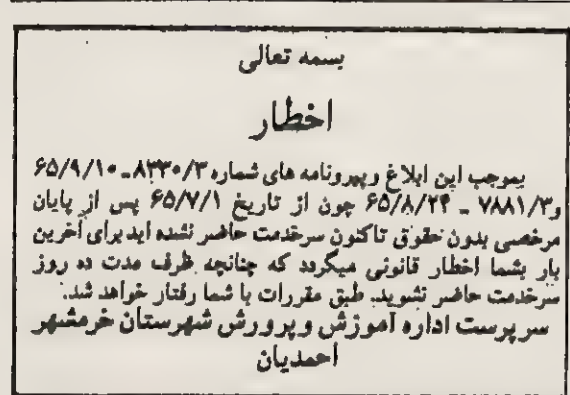 بسمه تعالی
اخطار
بموجب این ابلاغ و پیرونامه های شماره ۸۳۳۰/۳ـ ۶۵/۹/۱۰
و۷۸۸۱/۳ ـ ۶۵/۸/۲۴ چون از تاریخ ۶۵/۷/۱ پس از پایان
مرخصی بدون حقوق تاکنون سرخدمت حاضر نشده اید برای آخرین
بار بشما اخطار قانونی میگردد که چنانچه ظرف مدت ده روز
سرخدمت حاضر نشوید. طبق مقررات با شما رفتار خواهد شد.
سرپرست اداره آموزش و پرورش شهرستان خرمشهر
احمدیان